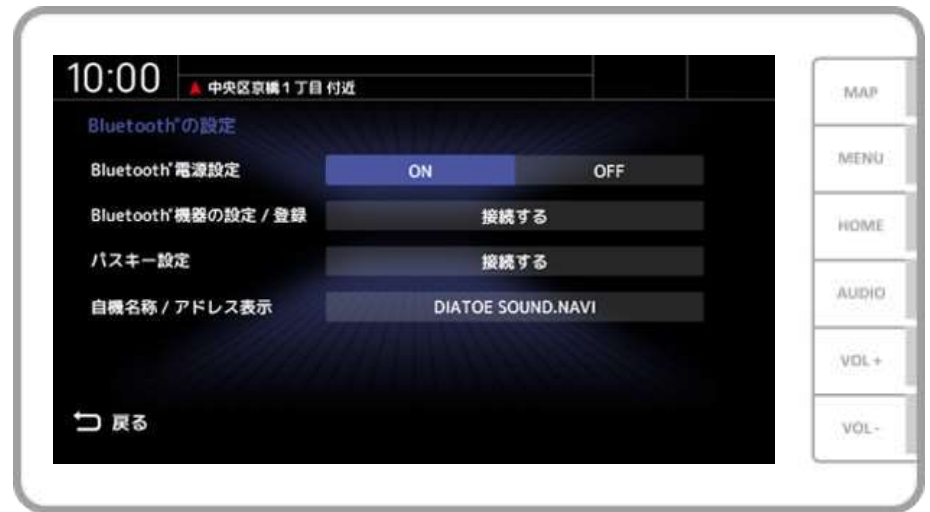 10:00
中央区京橋1丁目 付近
Bluetooth®の設定
Bluetooth®電源設定 ON OFF
Bluetooth®機器の設定 / 登録 接続する
パスキー設定 接続する
自機名称 / アドレス表示 DIATOE SOUND.NAVI
戻る
MAP
MENU
HOME
AUDIO
VOL +
VOL -